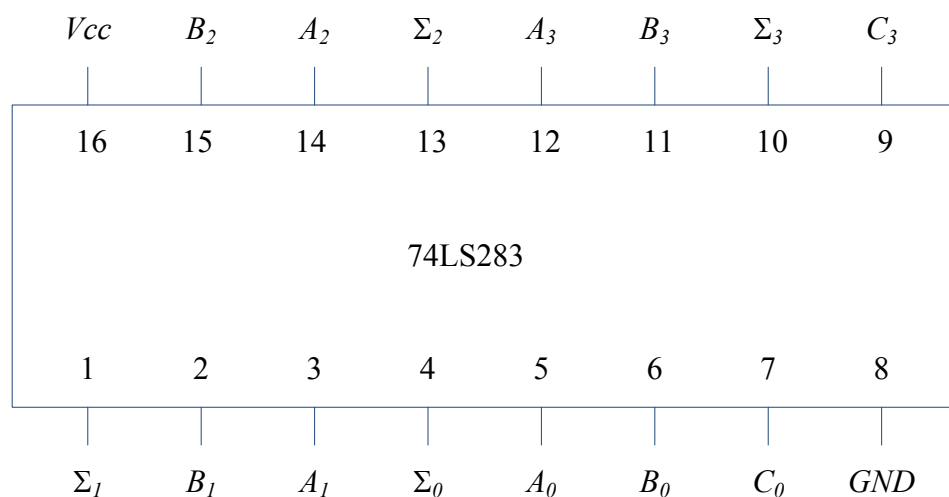 Vcc B₂ A₂ Σ₂ A₃ B₃ Σ₃ C₃
16 15 14 13 12 11 10 9
74LS283
1 2 3 4 5 6 7 8
Σ₁ B₁ A₁ Σ₀ A₀ B₀ C₀ GND